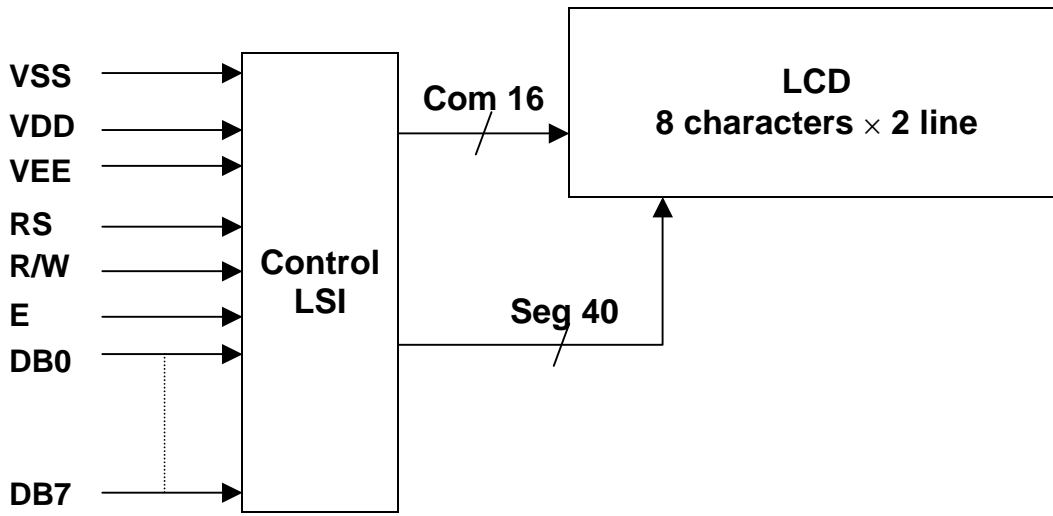 VSS
VDD
VEE
RS
R/W
E
DB0
DB7
Control
LSI
Com 16
Seg 40
LCD
8 characters × 2 line